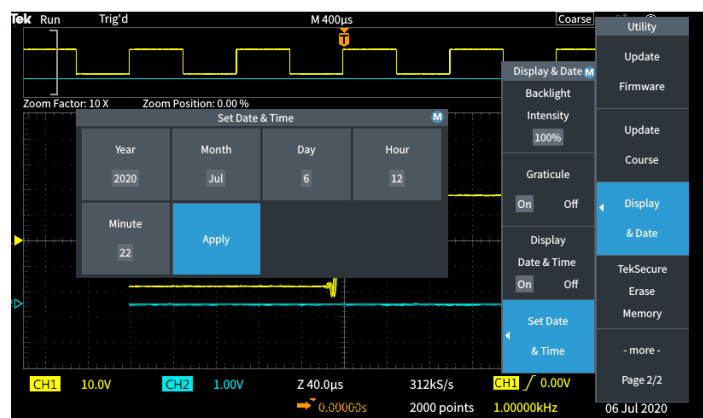 Tek Run Trig'd M 400µs Coarse
Utility
Update
Firmware
Update
Course
Display
& Date
TekSecure
Erase
Memory
- more -
Page 2/2
Display & Date M
Backlight
Intensity
100%
Graticule
On Off
Display
Date & Time
On Off
Set Date
& Time
Zoom Factor: 10 X Zoom Position: 0.00 %
Set Date & Time M
Year Month Day Hour
2020 Jul 6 12
Minute
22
Apply
CH1 10.0V CH2 1.00V Z 40.0µs 312kS/s CH1 0.00V
0.00000s 2000 points 1.00000kHz 06 Jul 2020